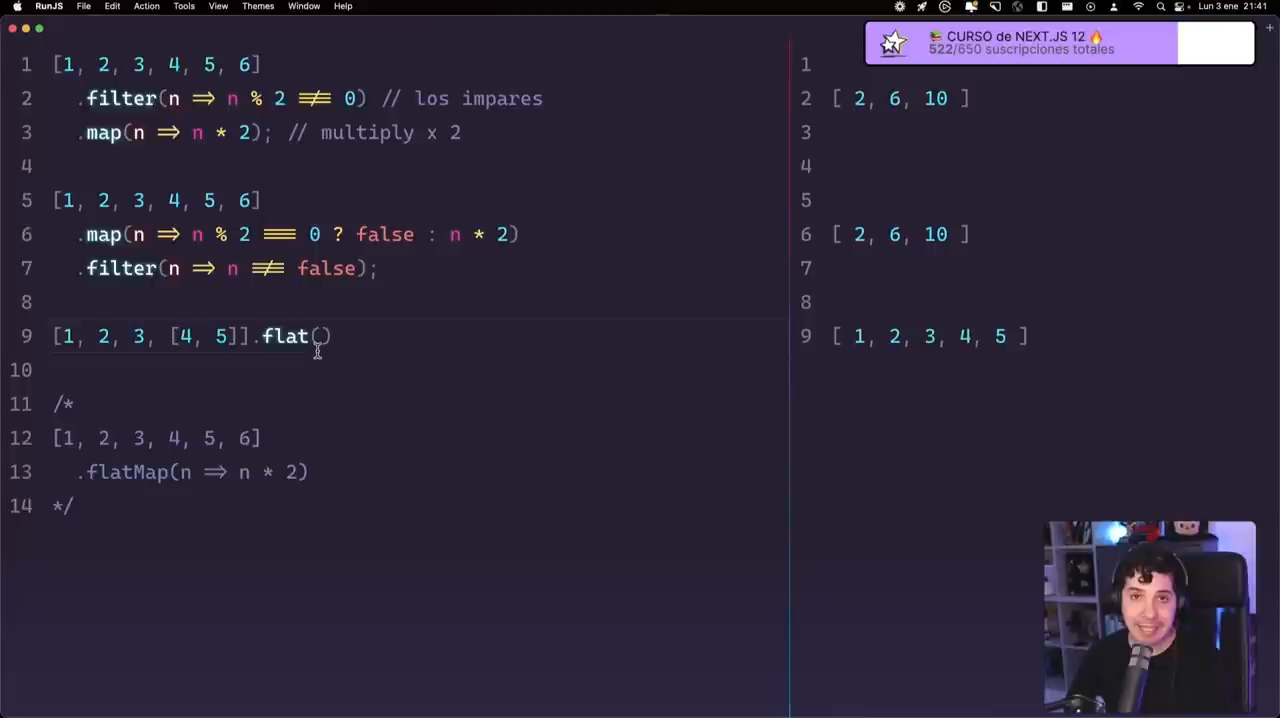 RunJS File Edit Action Tools View Themes Window Help Lun 3 ene 21:41
📚 CURSO de NEXT.JS 12 🔥
522/650 suscripciones totales
1 [1, 2, 3, 4, 5, 6]
2 .filter(n => n % 2 !== 0) // los impares
3 .map(n => n * 2); // multiply x 2
4
5 [1, 2, 3, 4, 5, 6]
6 .map(n => n % 2 === 0 ? false : n * 2)
7 .filter(n => n !== false);
8
9 [1, 2, 3, [4, 5]].flat()
10
11 /*
12 [1, 2, 3, 4, 5, 6]
13 .flatMap(n => n * 2)
14 */
1
2 [ 2, 6, 10 ]
3
4
5
6 [ 2, 6, 10 ]
7
8
9 [ 1, 2, 3, 4, 5 ]